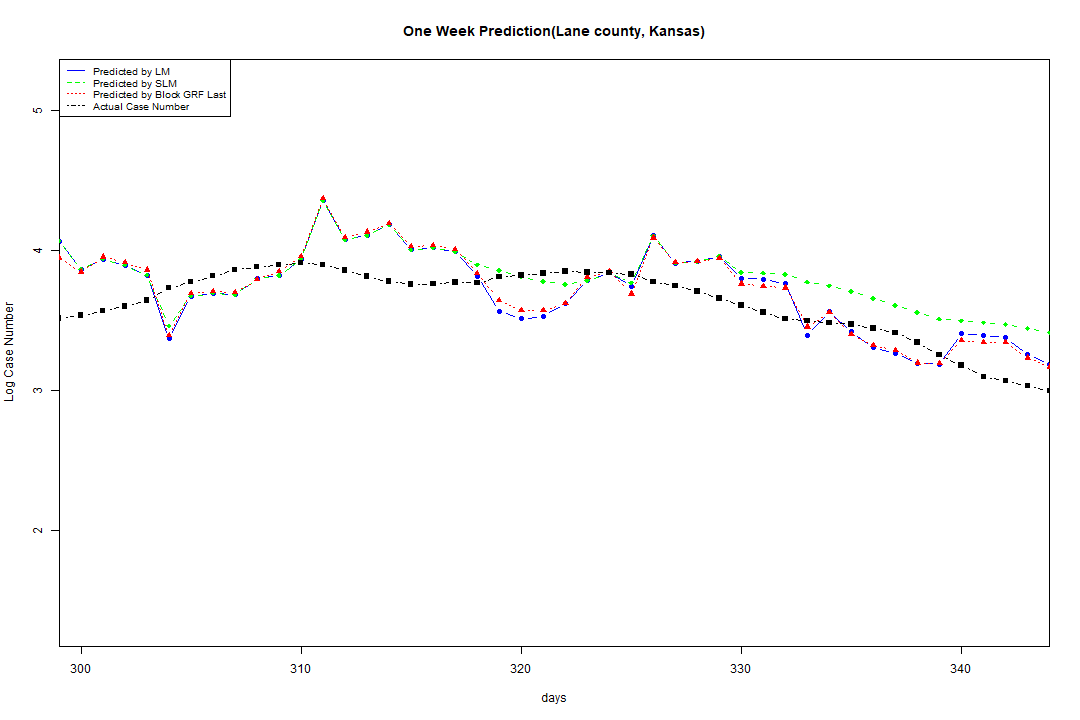 One Week Prediction(Lane county, Kansas)
Predicted by LM
Predicted by SLM
Predicted by Block GRF Last
Actual Case Number
5
4
3
2
Log Case Number
300 310 320 330 340
days